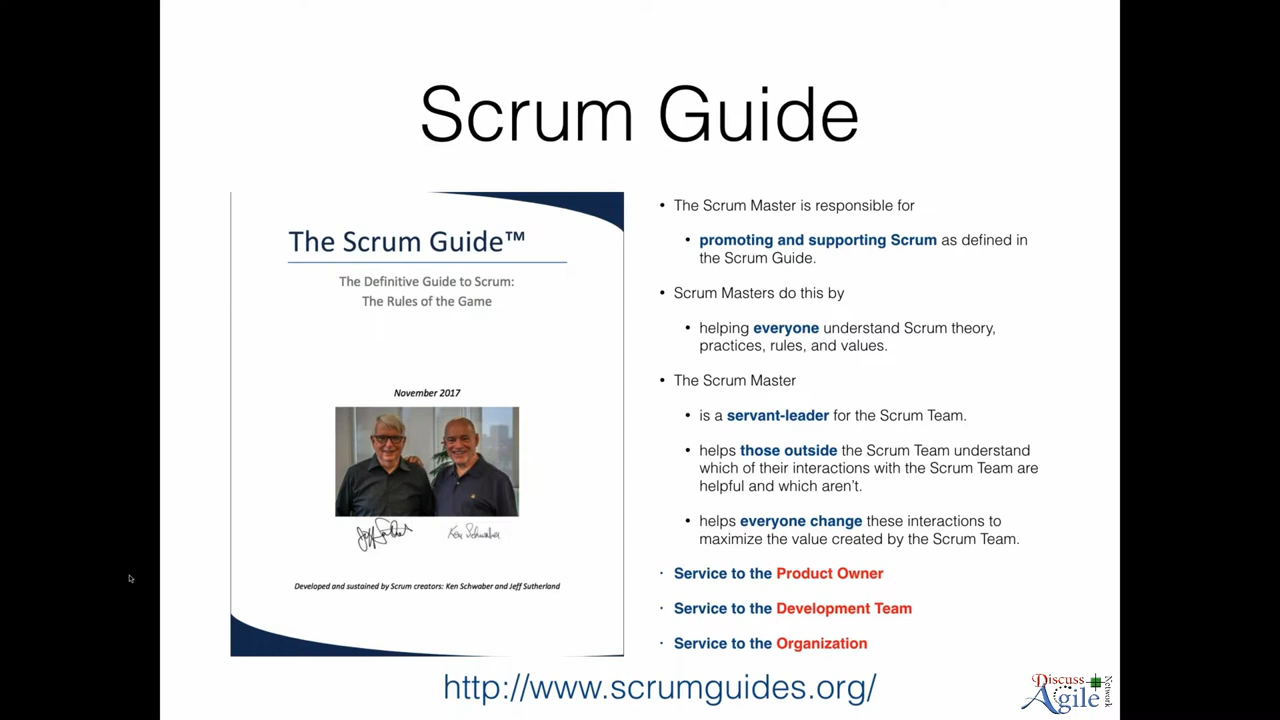 Scrum Guide
The Scrum Guide™
The Definitive Guide to Scrum:
The Rules of the Game
November 2017
Jeff Sutherland
Ken Schwaber
Developed and sustained by Scrum creators: Ken Schwaber and Jeff Sutherland
• The Scrum Master is responsible for
• promoting and supporting Scrum as defined in
the Scrum Guide.
• Scrum Masters do this by
• helping everyone understand Scrum theory,
practices, rules, and values.
• The Scrum Master
• is a servant-leader for the Scrum Team.
• helps those outside the Scrum Team understand
which of their interactions with the Scrum Team are
helpful and which aren't.
• helps everyone change these interactions to
maximize the value created by the Scrum Team.
· Service to the Product Owner
· Service to the Development Team
· Service to the Organization
http://www.scrumguides.org/
Discuss
Agile
Network